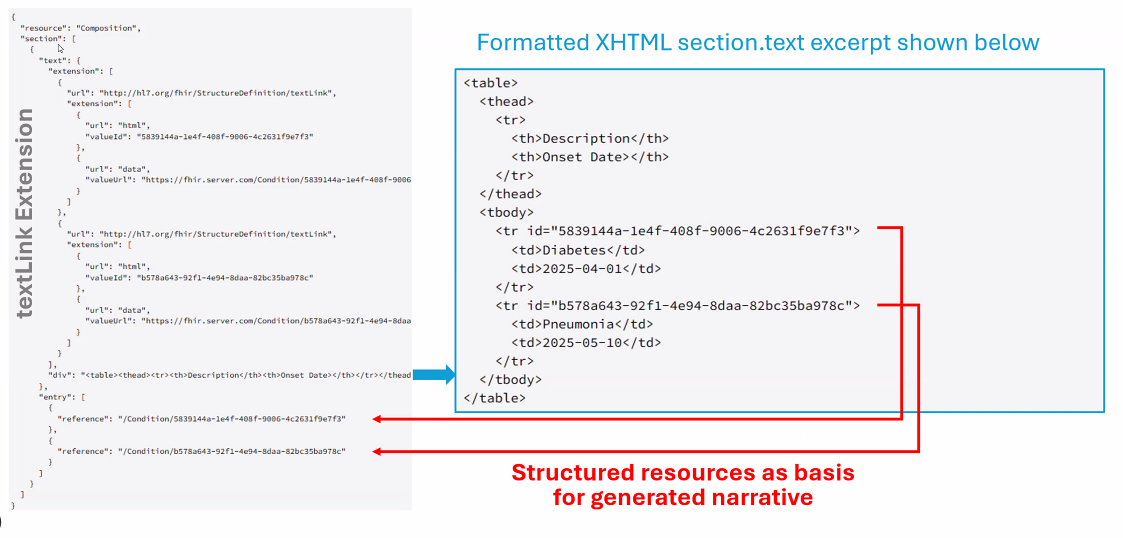 textLink Extension
{
  "resource": "Composition",
  "section": [
    {
      "text": {
        "extension": [
          {
            "url": "http://hl7.org/fhir/StructureDefinition/textLink",
            "extension": [
              {
                "url": "html",
                "valueId": "5839144a-1e4f-408f-9006-4c2631f9e7f3"
              },
              {
                "url": "data",
                "valueUrl": "https://fhir.server.com/Condition/5839144a-1e4f-408f-9006
              }
            ]
          },
          {
            "url": "http://hl7.org/fhir/StructureDefinition/textLink",
            "extension": [
              {
                "url": "html",
                "valueId": "b578a643-92f1-4e94-8daa-82bc35ba978c"
              },
              {
                "url": "data",
                "valueUrl": "https://fhir.server.com/Condition/b578a643-92f1-4e94-8daa
              }
            ]
          }
        ],
        "div": "<table><thead><tr><th>Description</th><th>Onset Date></th></tr></thead
      },
      "entry": [
        {
          "reference": "/Condition/5839144a-1e4f-408f-9006-4c2631f9e7f3"
        },
        {
          "reference": "/Condition/b578a643-92f1-4e94-8daa-82bc35ba978c"
        }
      ]
    }
  ]
}
Formatted XHTML section.text excerpt shown below
<table>
  <thead>
    <tr>
      <th>Description</th>
      <th>Onset Date></th>
    </tr>
  </thead>
  <tbody>
    <tr id="5839144a-1e4f-408f-9006-4c2631f9e7f3">
      <td>Diabetes</td>
      <td>2025-04-01</td>
    </tr>
    <tr id="b578a643-92f1-4e94-8daa-82bc35ba978c">
      <td>Pneumonia</td>
      <td>2025-05-10</td>
    </tr>
  </tbody>
</table>
Structured resources as basis
for generated narrative